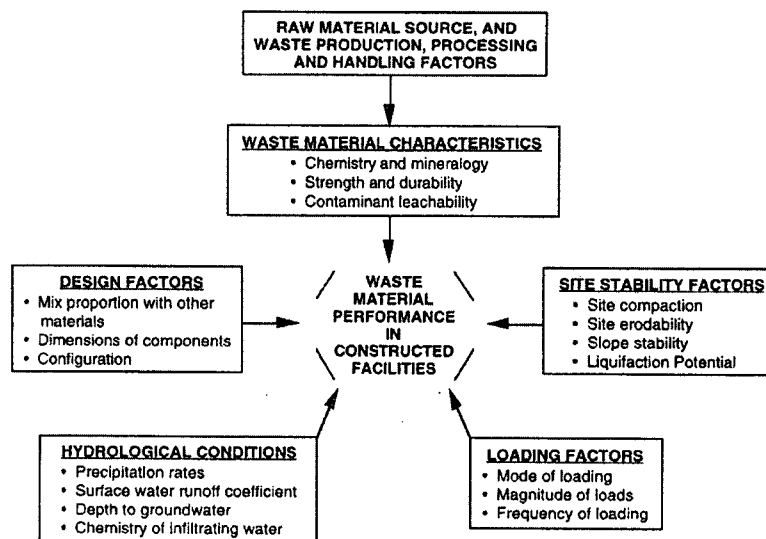 RAW MATERIAL SOURCE, AND
WASTE PRODUCTION, PROCESSING
AND HANDLING FACTORS
WASTE MATERIAL CHARACTERISTICS
• Chemistry and mineralogy
• Strength and durability
• Contaminant leachability
DESIGN FACTORS
• Mix proportion with other
materials
• Dimensions of components
• Configuration
WASTE
MATERIAL
PERFORMANCE
IN
CONSTRUCTED
FACILITIES
SITE STABILITY FACTORS
• Site compaction
• Site erodability
• Slope stability
• Liquifaction Potential
HYDROLOGICAL CONDITIONS
• Precipitation rates
• Surface water runoff coefficient
• Depth to groundwater
• Chemistry of infiltrating water
LOADING FACTORS
• Mode of loading
• Magnitude of loads
• Frequency of loading